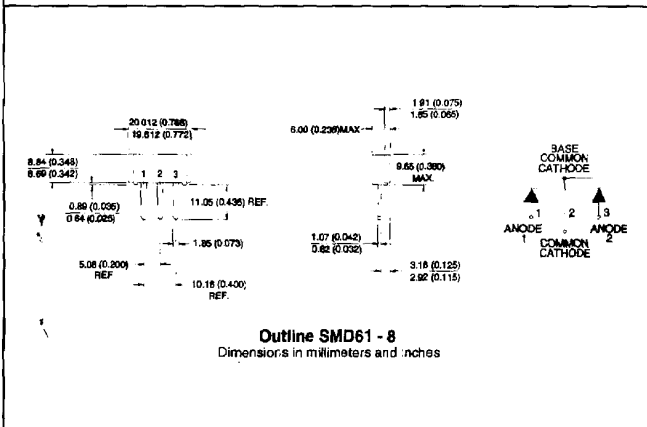 20.012 (0.788)
19.612 (0.772)
8.84 (0.348)
8.69 (0.342)
1 2 3
0.89 (0.035)
0.64 (0.025)
11.05 (0.435) REF.
1.85 (0.073)
5.08 (0.200)
REF
10.16 (0.400)
REF.
1.91 (0.075)
1.65 (0.065)
6.00 (0.236)MAX
9.65 (0.380)
MAX.
1.07 (0.042)
0.82 (0.032)
3.18 (0.125)
2.92 (0.115)
BASE
COMMON
CATHODE
1 2 3
ANODE
1
COMMON
CATHODE
ANODE
2
Outline SMD61 - 8
Dimensions in millimeters and inches